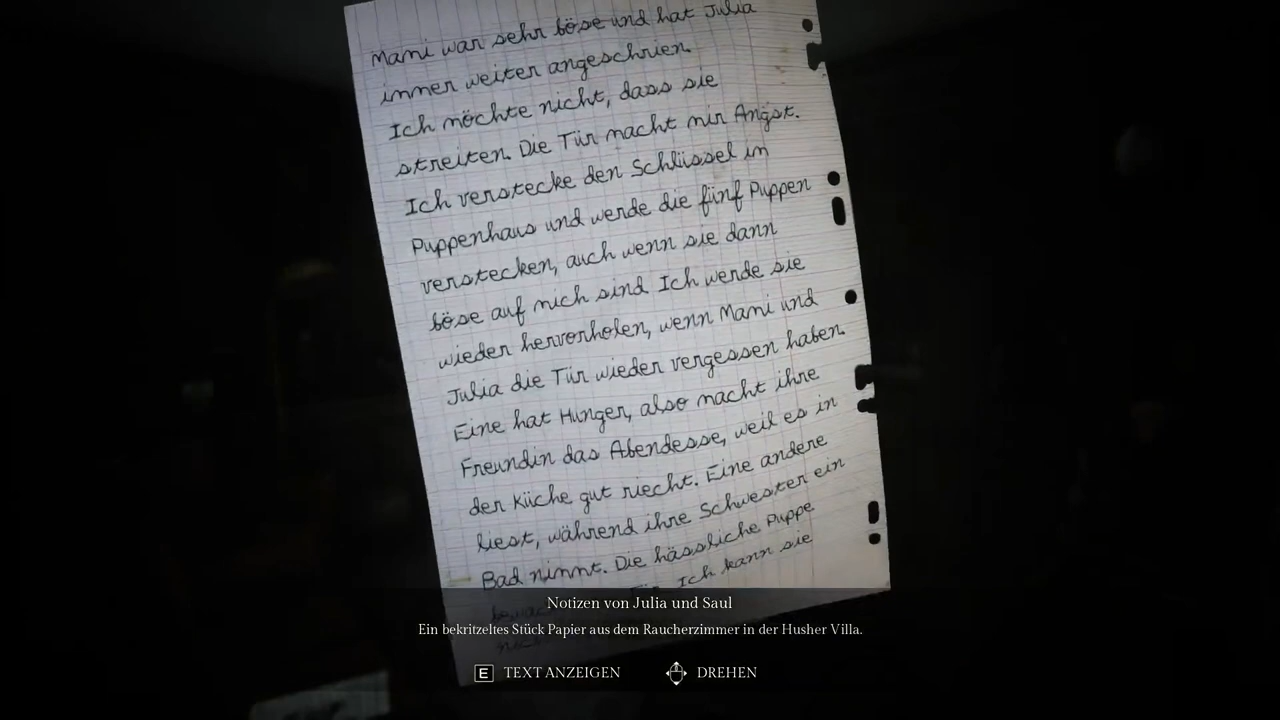 Mami war sehr böse und hat Julia
immer weiter angeschrien.
Ich möchte nicht, dass sie
streiten. Die Tür macht mir Angst.
Ich verstecke den Schlüssel im
Puppenhaus und werde die fünf Puppen
verstecken, auch wenn sie dann
böse auf mich sind. Ich werde sie
wieder hervorholen, wenn Mami und
Julia die Tür wieder vergessen haben.
Eine hat Hunger, also macht ihre
Freundin das Abendesse, weil es in
der Küche gut riecht. Eine andere
liest, während ihre Schwester ein
Bad nimmt. Die hässliche Puppe
Ich kann sie
Notizen von Julia und Saul
Ein bekritzeltes Stück Papier aus dem Raucherzimmer in der Husher Villa.
E TEXT ANZEIGEN DREHEN